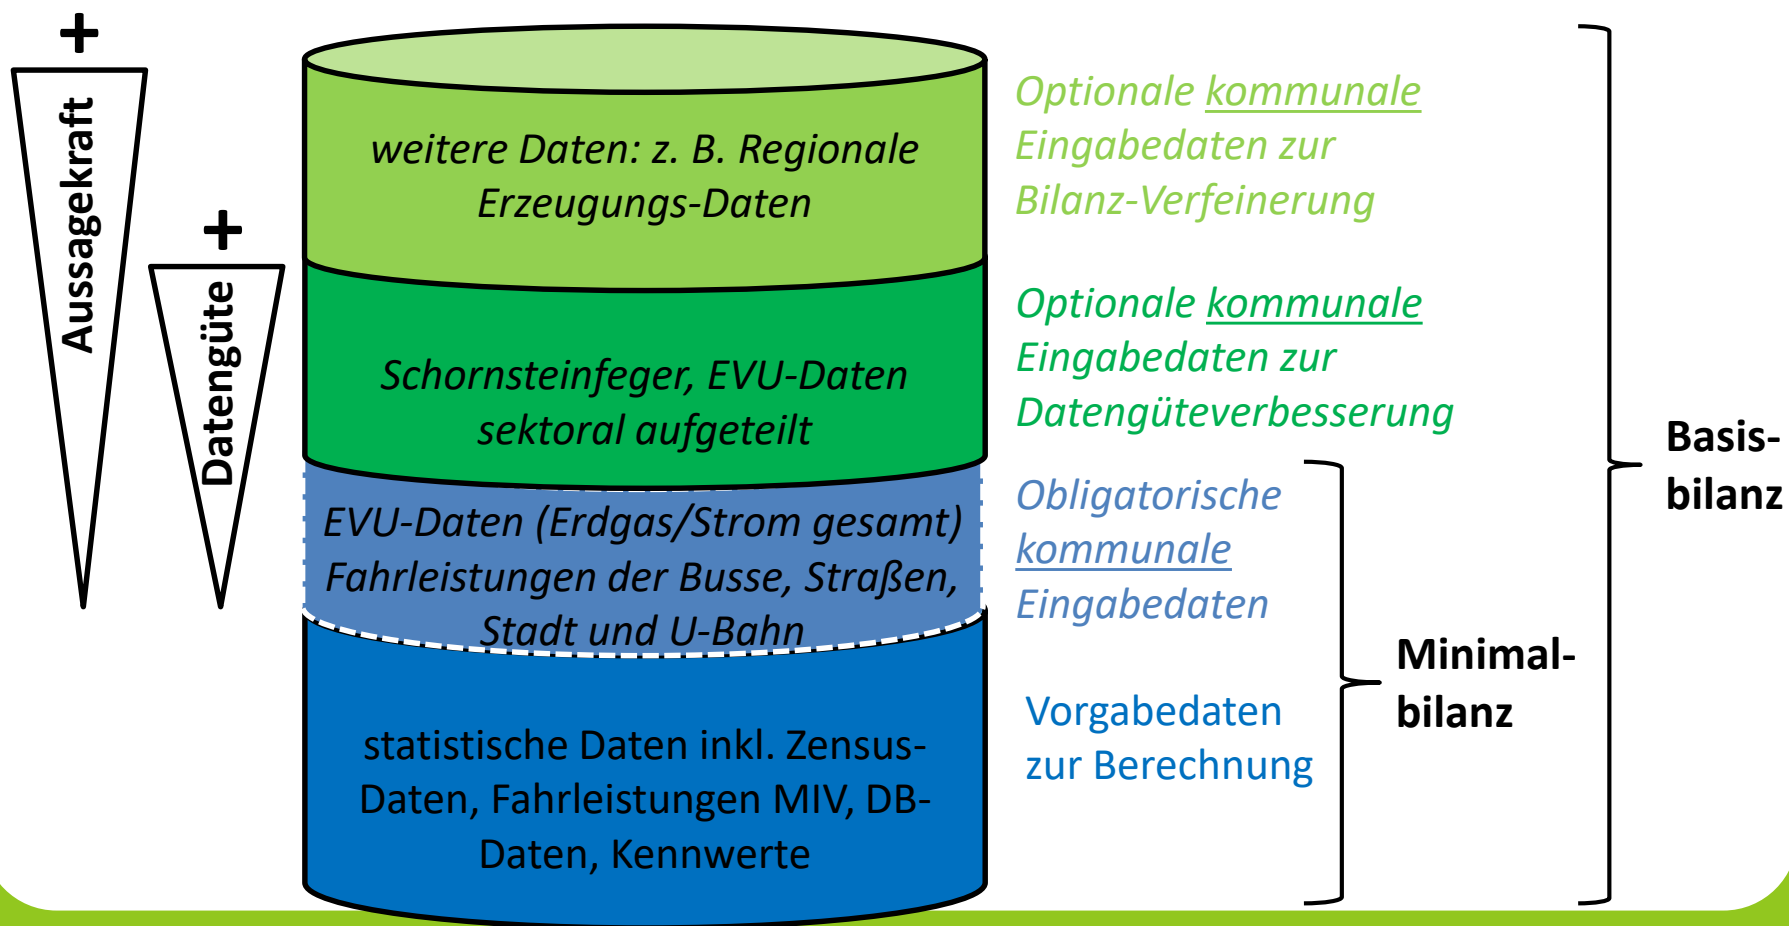 +
Aussagekraft
+
Datengüte
weitere Daten: z. B. Regionale
Erzeugungs-Daten
Optionale kommunale
Eingabedaten zur
Bilanz-Verfeinerung
Schornsteinfeger, EVU-Daten
sektoral aufgeteilt
Optionale kommunale
Eingabedaten zur
Datengüteverbesserung
EVU-Daten (Erdgas/Strom gesamt)
Fahrleistungen der Busse, Straßen,
Stadt und U-Bahn
Obligatorische
kommunale
Eingabedaten
statistische Daten inkl. Zensus-
Daten, Fahrleistungen MIV, DB-
Daten, Kennwerte
Vorgabedaten
zur Berechnung
Minimal-
bilanz
Basis-
bilanz